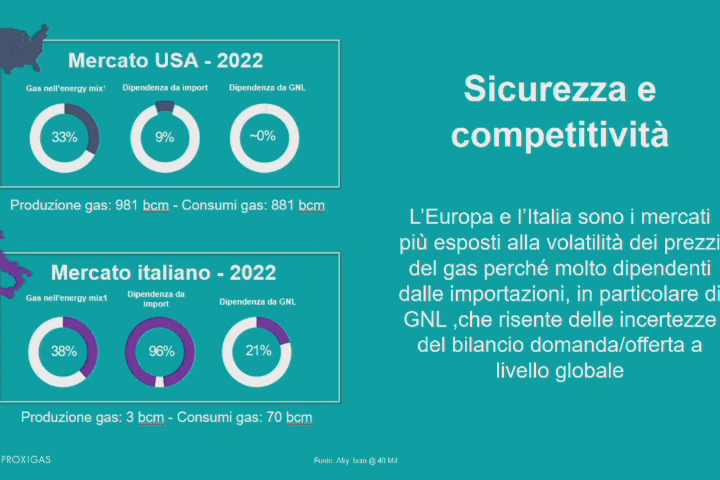 Mercato USA - 2022
Gas nell'energy mix¹
Dipendenza da import
Dipendenza da GNL
33%
9%
~0%
Produzione gas: 981 bcm - Consumi gas: 881 bcm
Mercato italiano - 2022
Gas nell'energy mix1
Dipendenza da
import
Dipendenza da GNL
38%
96%
21%
Produzione gas: 3 bcm - Consumi gas: 70 bcm
Sicurezza e
competitività
L'Europa e l'Italia sono i mercati
più esposti alla volatilità dei prezzi
del gas perché molto dipendenti
dalle importazioni, in particolare di
GNL ,che risente delle incertezze
del bilancio domanda/offerta a
livello globale
PROXIGAS
bcm @ 40 MJ